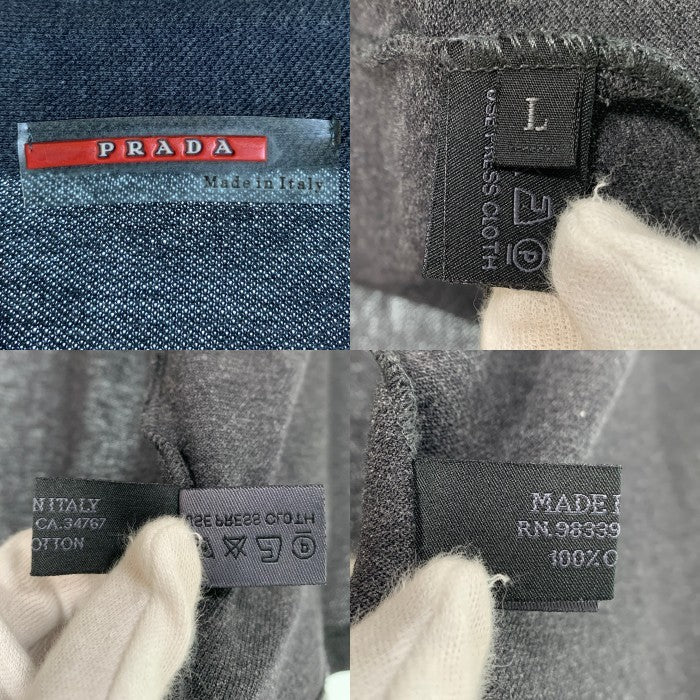 PRADA
Made in Italy
L
USE PRESS CLOTH
P
N ITALY
CA.34767
OTTON
USE PRESS CLOTH
P
MADE I
RN.98339
100%C